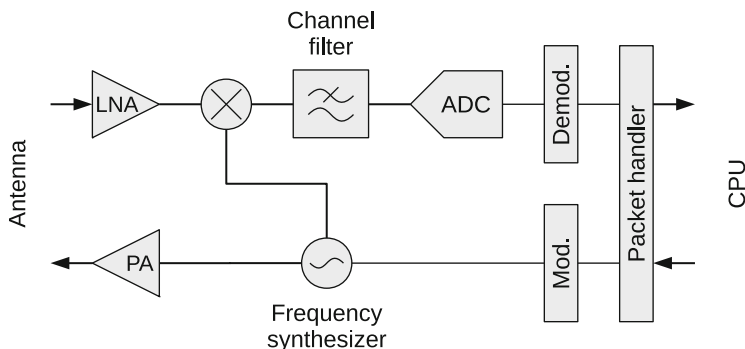 Channel
filter
LNA
ADC
Demod.
Packet handler
Antenna
CPU
PA
Mod.
Frequency
synthesizer